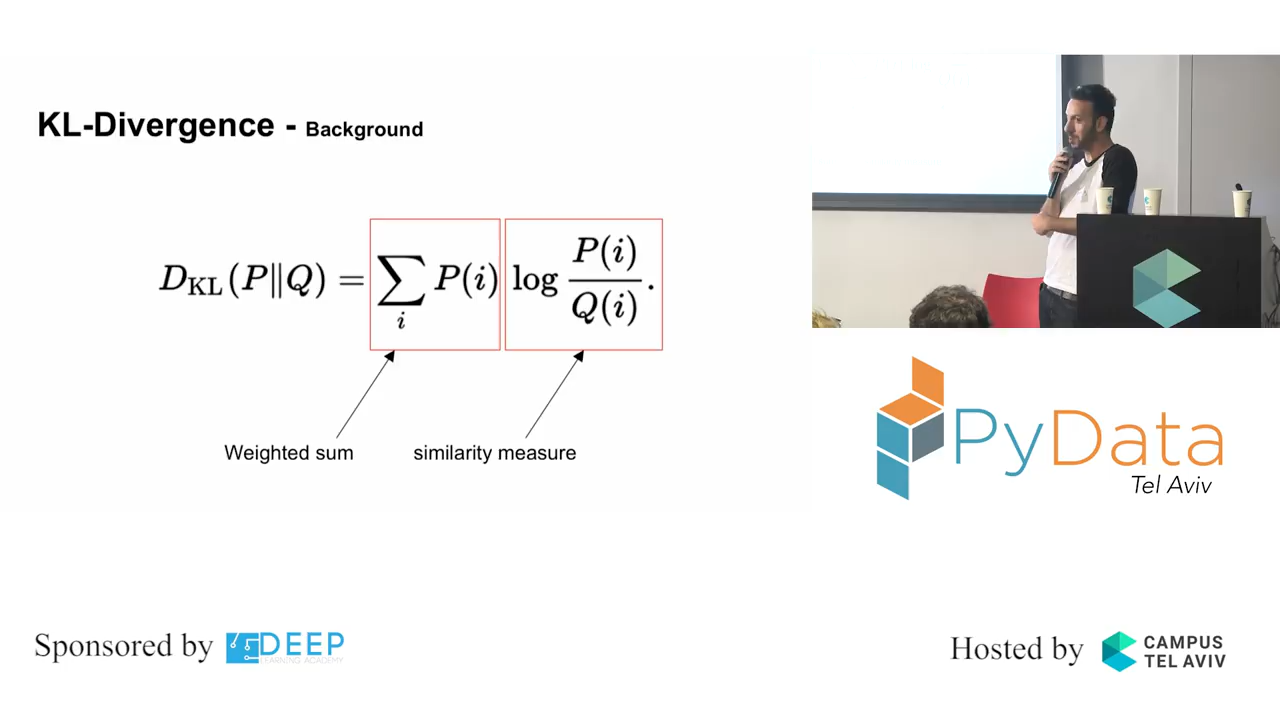 KL-Divergence - Background
D_KL(P||Q) = ∑_i P(i) log P(i)/Q(i).
Weighted sum
similarity measure
PyData
Tel Aviv
Sponsored by DEEP
LEARNING ACADEMY
Hosted by CAMPUS
TEL AVIV